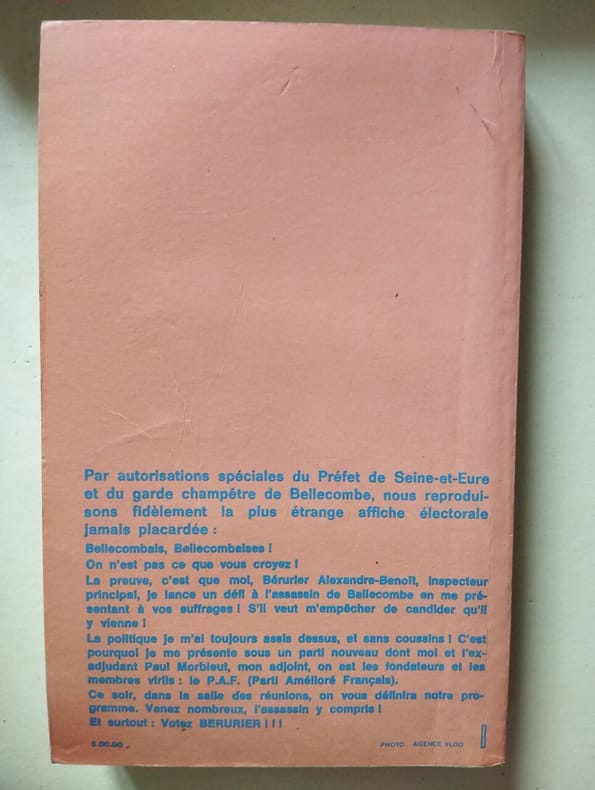 Par autorisations spéciales du Préfet de Seine-et-Eure
et du garde champêtre de Bellecombe, nous reprodui-
sons fidèlement la plus étrange affiche électorale
jamais placardée :
Bellecombais, Bellecombaises !
On n'est pas ce que vous croyez !
La preuve, c'est que moi, Bérurier Alexandre-Benoît, inspecteur
principal, je lance un défi à l'assassin de Bellecombe en me pré-
sentant à vos suffrages ! S'il veut m'empêcher de candider qu'il
y vienne !
La politique je m'ai toujours assis dessus, et sans coussins ! C'est
pourquoi je me présente sous un parti nouveau dont moi et l'ex-
adjudant Paul Morbleut, mon adjoint, on est les fondateurs et les
membres virils : le P.A.F. (Parti Amélioré Français).
Ce soir, dans la salle des réunions, on vous définira notre pro-
gramme. Venez nombreux, l'assassin y compris !
Et surtout : Votez BERURIER ! ! !
5.00.00
PHOTO. AGENCE VLOO